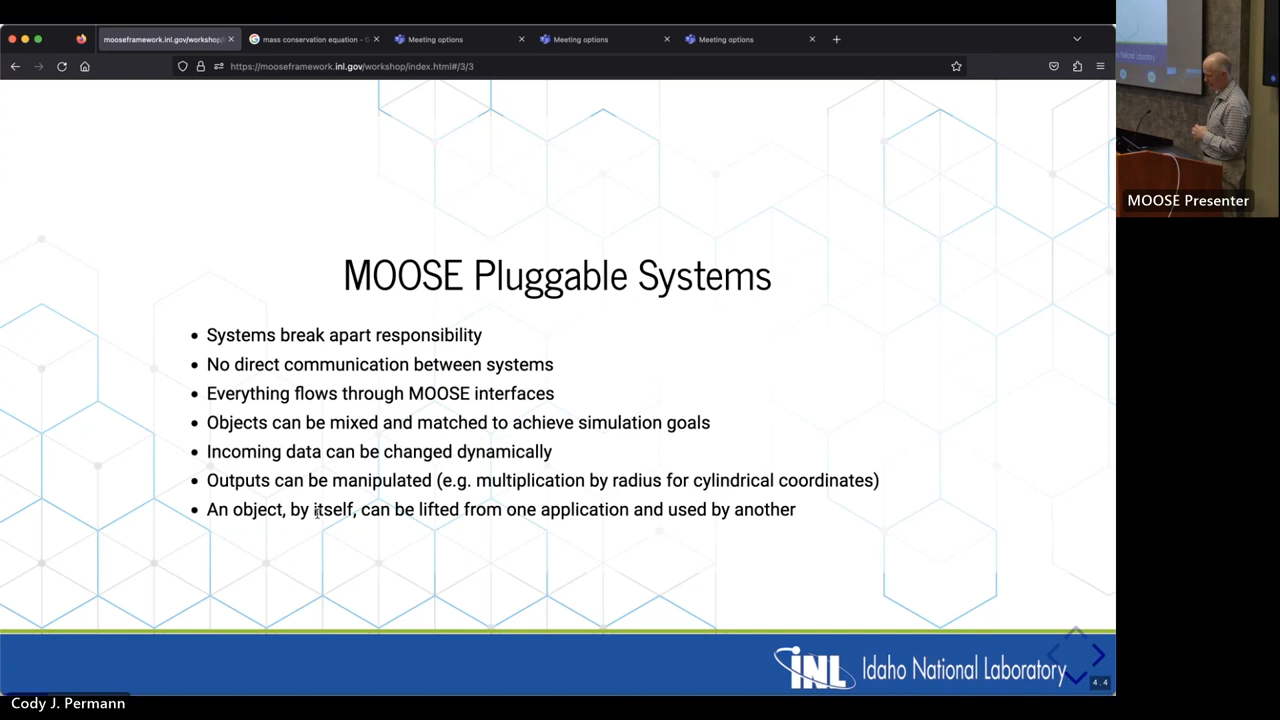 mooseframework.inl.gov/workshop/
mass conservation equation - G
Meeting options
Meeting options
Meeting options
https://mooseframework.inl.gov/workshop/index.html#/3/3
MOOSE Pluggable Systems
Systems break apart responsibility
No direct communication between systems
Everything flows through MOOSE interfaces
Objects can be mixed and matched to achieve simulation goals
Incoming data can be changed dynamically
Outputs can be manipulated (e.g. multiplication by radius for cylindrical coordinates)
An object, by itself, can be lifted from one application and used by another
INL Idaho National Laboratory
4.4
Cody J. Permann
National Laboratory
MOOSE Presenter